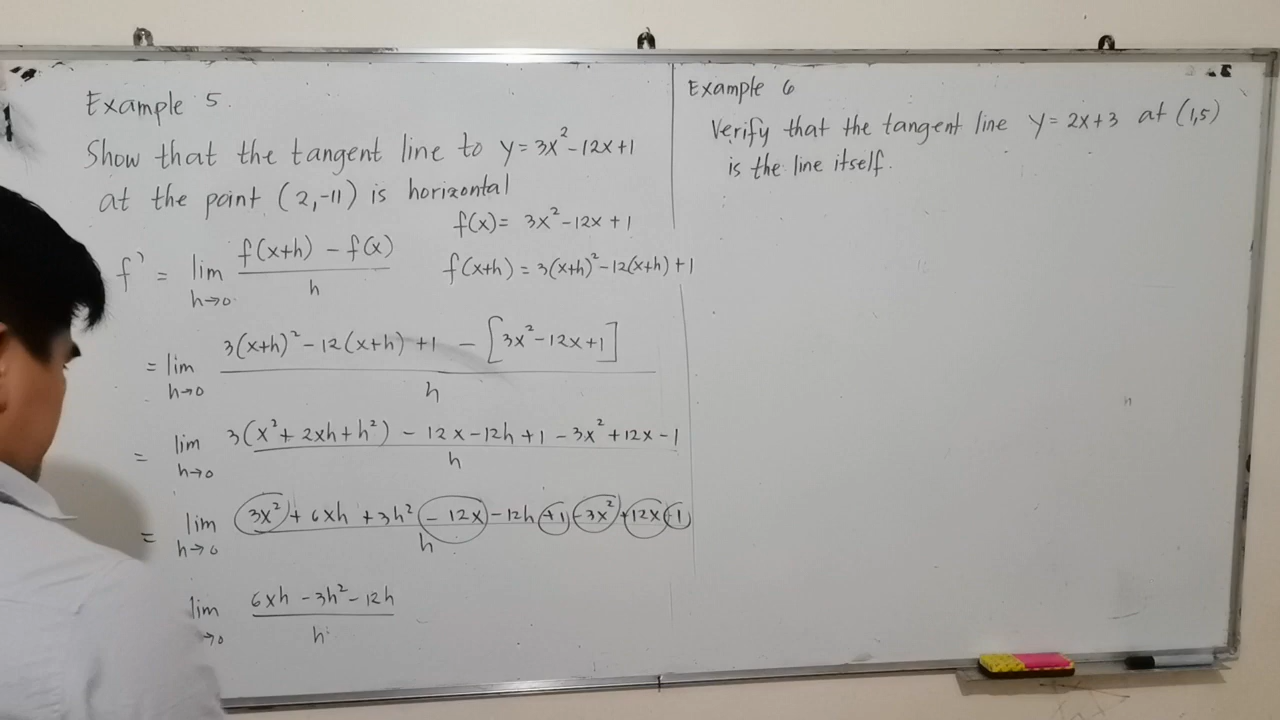 Example 5.
Show that the tangent line to y = 3x² - 12x + 1
at the point (2, -11) is horizontal
f(x) = 3x² - 12x + 1
f' = lim h→0 f(x+h) - f(x) / h
f(x+h) = 3(x+h)² - 12(x+h) + 1
= lim h→0 3(x+h)² - 12(x+h) + 1 - [3x² - 12x + 1] / h
= lim h→0 3(x² + 2xh + h²) - 12x - 12h + 1 - 3x² + 12x - 1 / h
= lim h→0 3x² + 6xh + 3h² - 12x - 12h + 1 - 3x² + 12x - 1 / h
lim →0 6xh - 3h² - 12h / h
Example 6
Verify that the tangent line y = 2x + 3 at (1,5)
is the line itself.